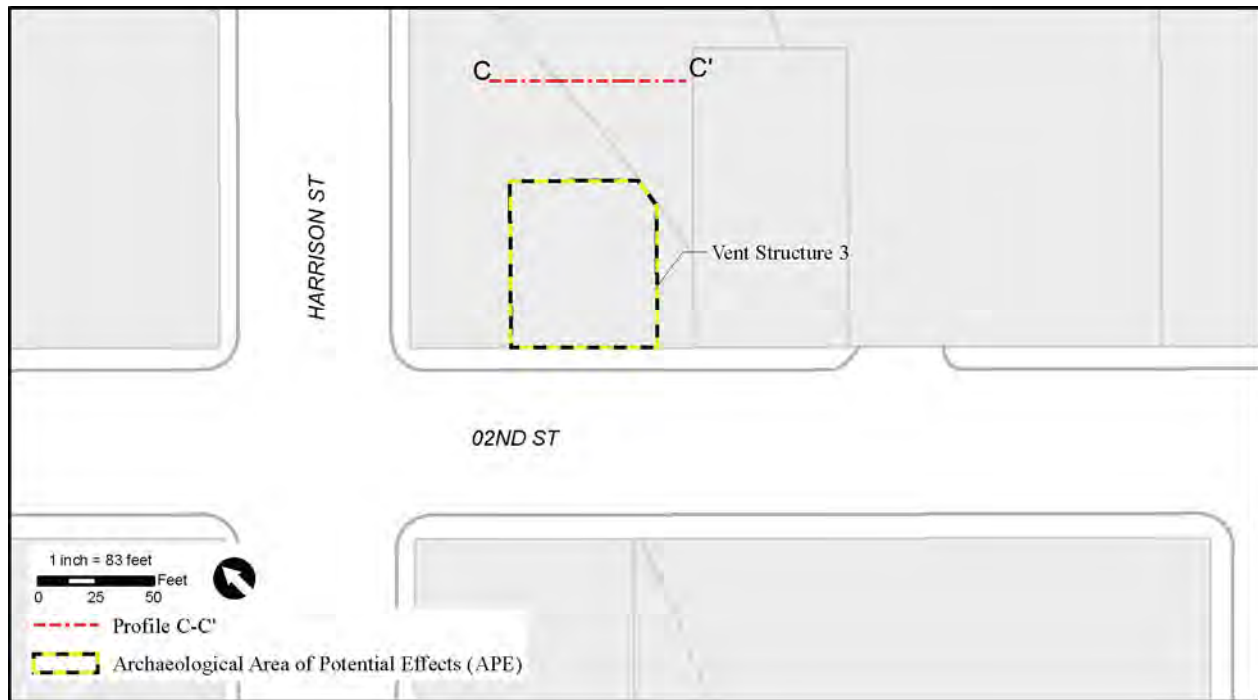 C
C'
HARRISON ST
Vent Structure 3
02ND ST
1 inch = 83 feet
Feet
0 25 50
Profile C-C'
Archaeological Area of Potential Effects (APE)